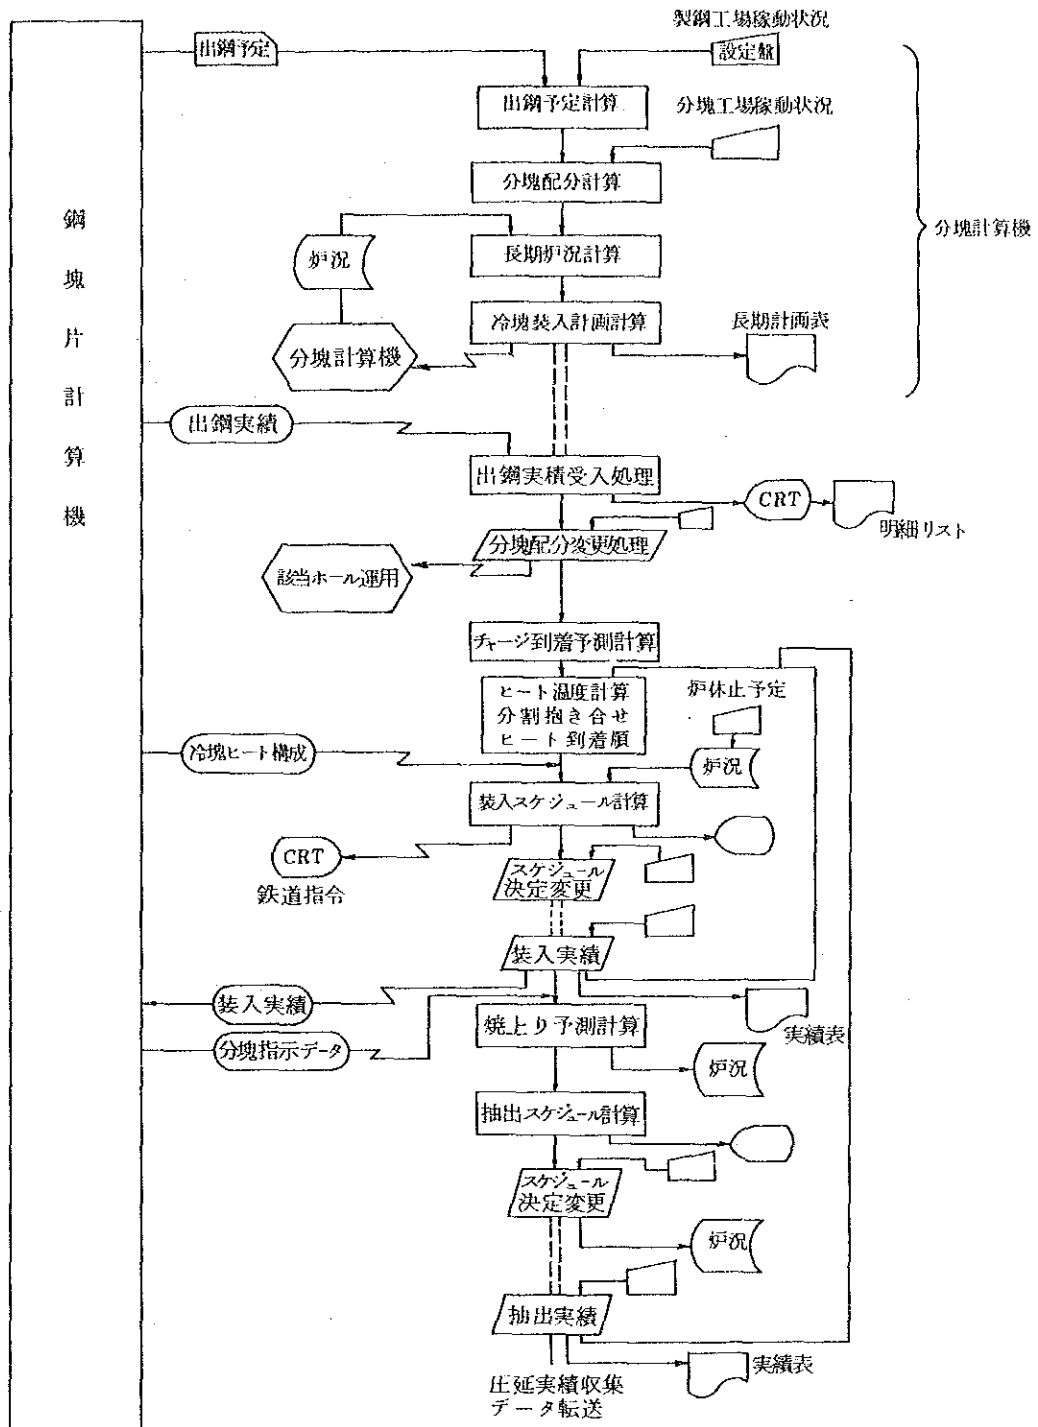 製鋼工場稼動状況
出鋼予定
設定盤
出鋼予定計算
分塊工場稼動状況
分塊配分計算
鋼塊片計算機
分塊計算機
炉況
長期炉況計算
冷塊装入計画計算
長期計画表
分塊計算機
出鋼実績
出鋼実積受入処理
CRT
明細リスト
分塊配分変更処理
該当ホール運用
チャージ到着予測計算
ヒート温度計算
分割抱き合せ
ヒート到着順
炉休止予定
冷塊ヒート構成
炉況
装入スケジュール計算
CRT
鉄道指令
スケジュール
決定変更
装入実績
装入実績
焼上り予測計算
実績表
分塊指示データ
炉況
抽出スケジュール計算
スケジュール
決定変更
炉況
抽出実績
実績表
圧延実績収集
データ転送